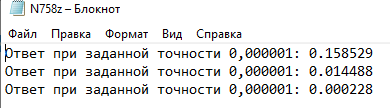 N758z – Блокнот
Файл Правка Формат Вид Справка
Ответ при заданной точности 0,000001: 0.158529
Ответ при заданной точности 0,000001: 0.014488
Ответ при заданной точности 0,000001: 0.000228